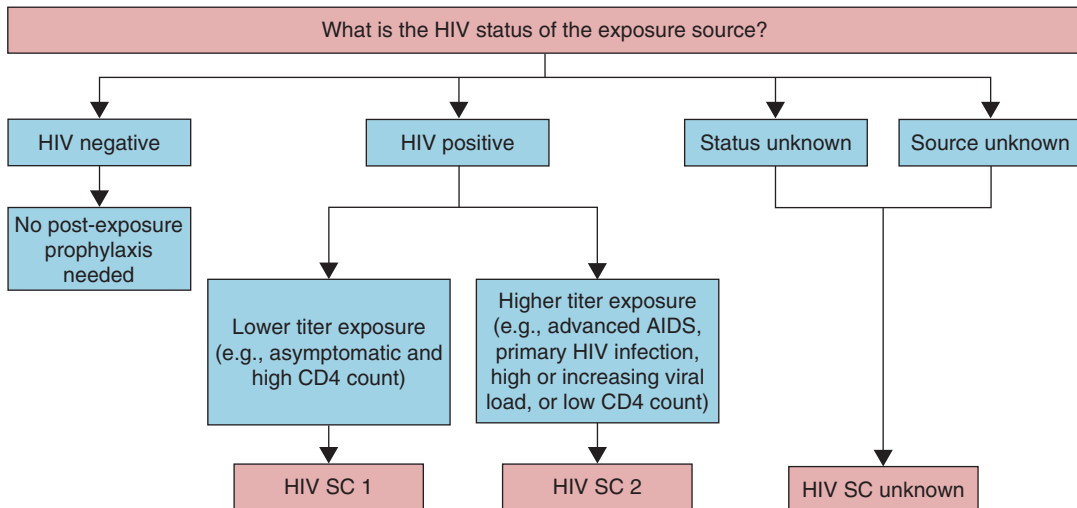 What is the HIV status of the exposure source?
HIV negative
HIV positive
Status unknown
Source unknown
No post-exposure
prophylaxis
needed
Lower titer exposure
(e.g., asymptomatic and
high CD4 count)
Higher titer exposure
(e.g., advanced AIDS,
primary HIV infection,
high or increasing viral
load, or low CD4 count)
HIV SC 1
HIV SC 2
HIV SC unknown